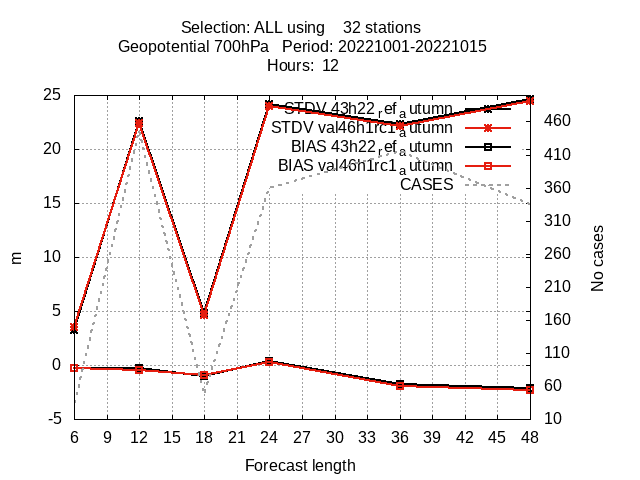 Selection: ALL using    32 stations
Geopotential 700hPa   Period: 20221001-20221015
Hours:  12
25
20
15
10
5
0
-5
m
STDV 43h22_ref_autumn
STDV val46h1rc1_autumn
BIAS 43h22_ref_autumn
BIAS val46h1rc1_autumn
CASES
460
410
360
310
260
210
160
110
60
10
No cases
6 9 12 15 18 21 24 27 30 33 36 39 42 45 48
Forecast length